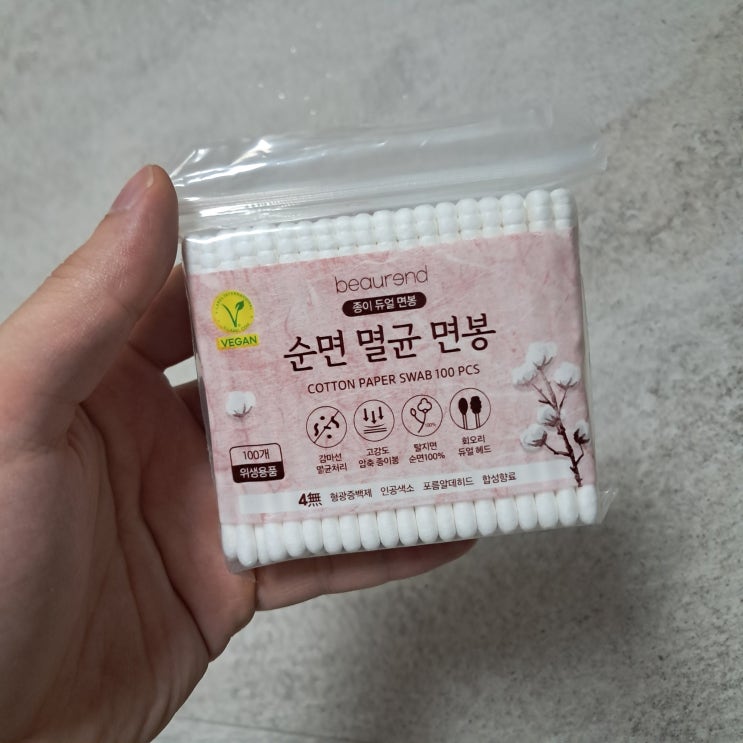 beaurend
종이 듀얼 면봉
순면 멸균 면봉
COTTON PAPER SWAB 100 PCS
VEGAN
100%
감마선
멸균처리
고강도
압축 종이봉
탈지면
순면100%
회오리
듀얼 헤드
100개
위생용품
4無 형광증백제 인공색소 포름알데히드 합성향료